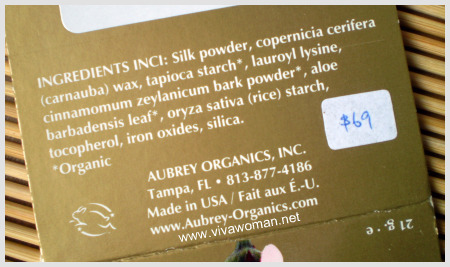 INGREDIENTS INCI: Silk powder, copernicia cerifera
(carnauba) wax, tapioca starch*, lauroyl lysine,
cinnamomum zeylanicum bark powder*, aloe
barbadensis leaf*, oryza sativa (rice) starch,
tocopherol, iron oxides, silica.
*Organic
$69
AUBREY ORGANICS, INC.
Tampa, FL • 813-877-4186
Made in USA / Fait aux É.-U.
www.Aubrey-Organics.com
www.vivawoman.net
21 g. e